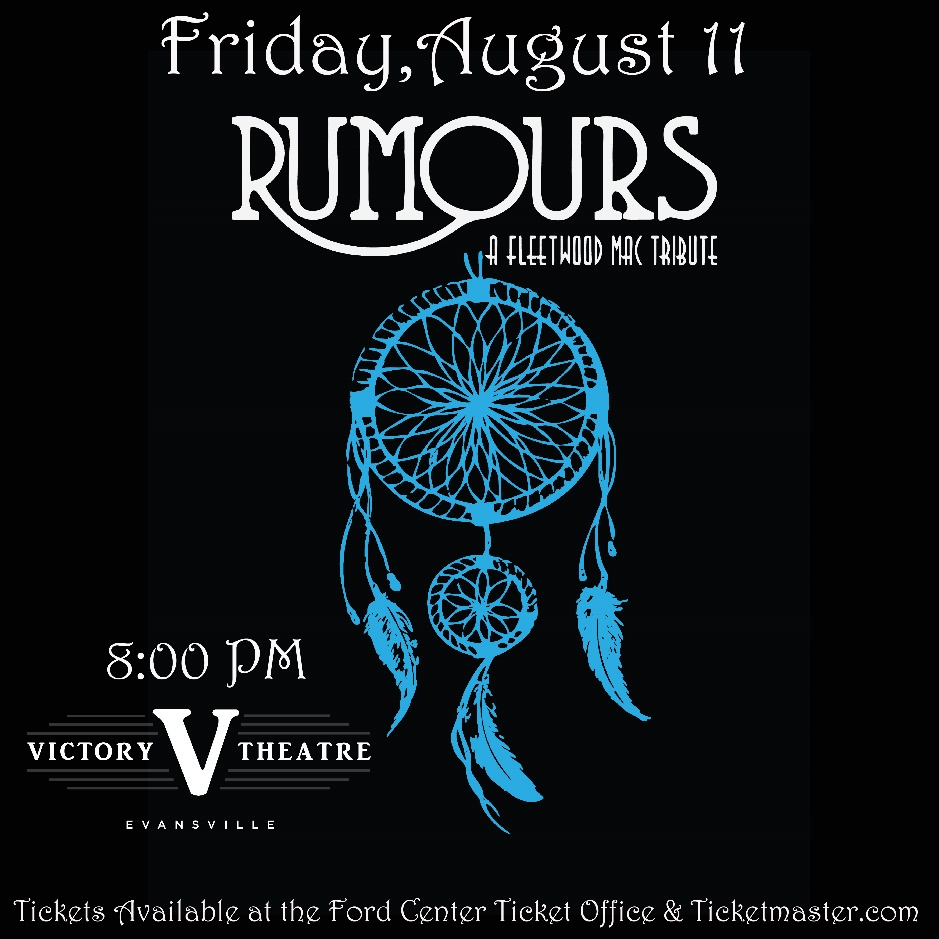 Friday, August 11
RUMOURS
A FLEETWOOD MAC TRIBUTE
8:00 PM
VICTORY V THEATRE
EVANSVILLE
Tickets Available at the Ford Center Ticket Office & Ticketmaster.com